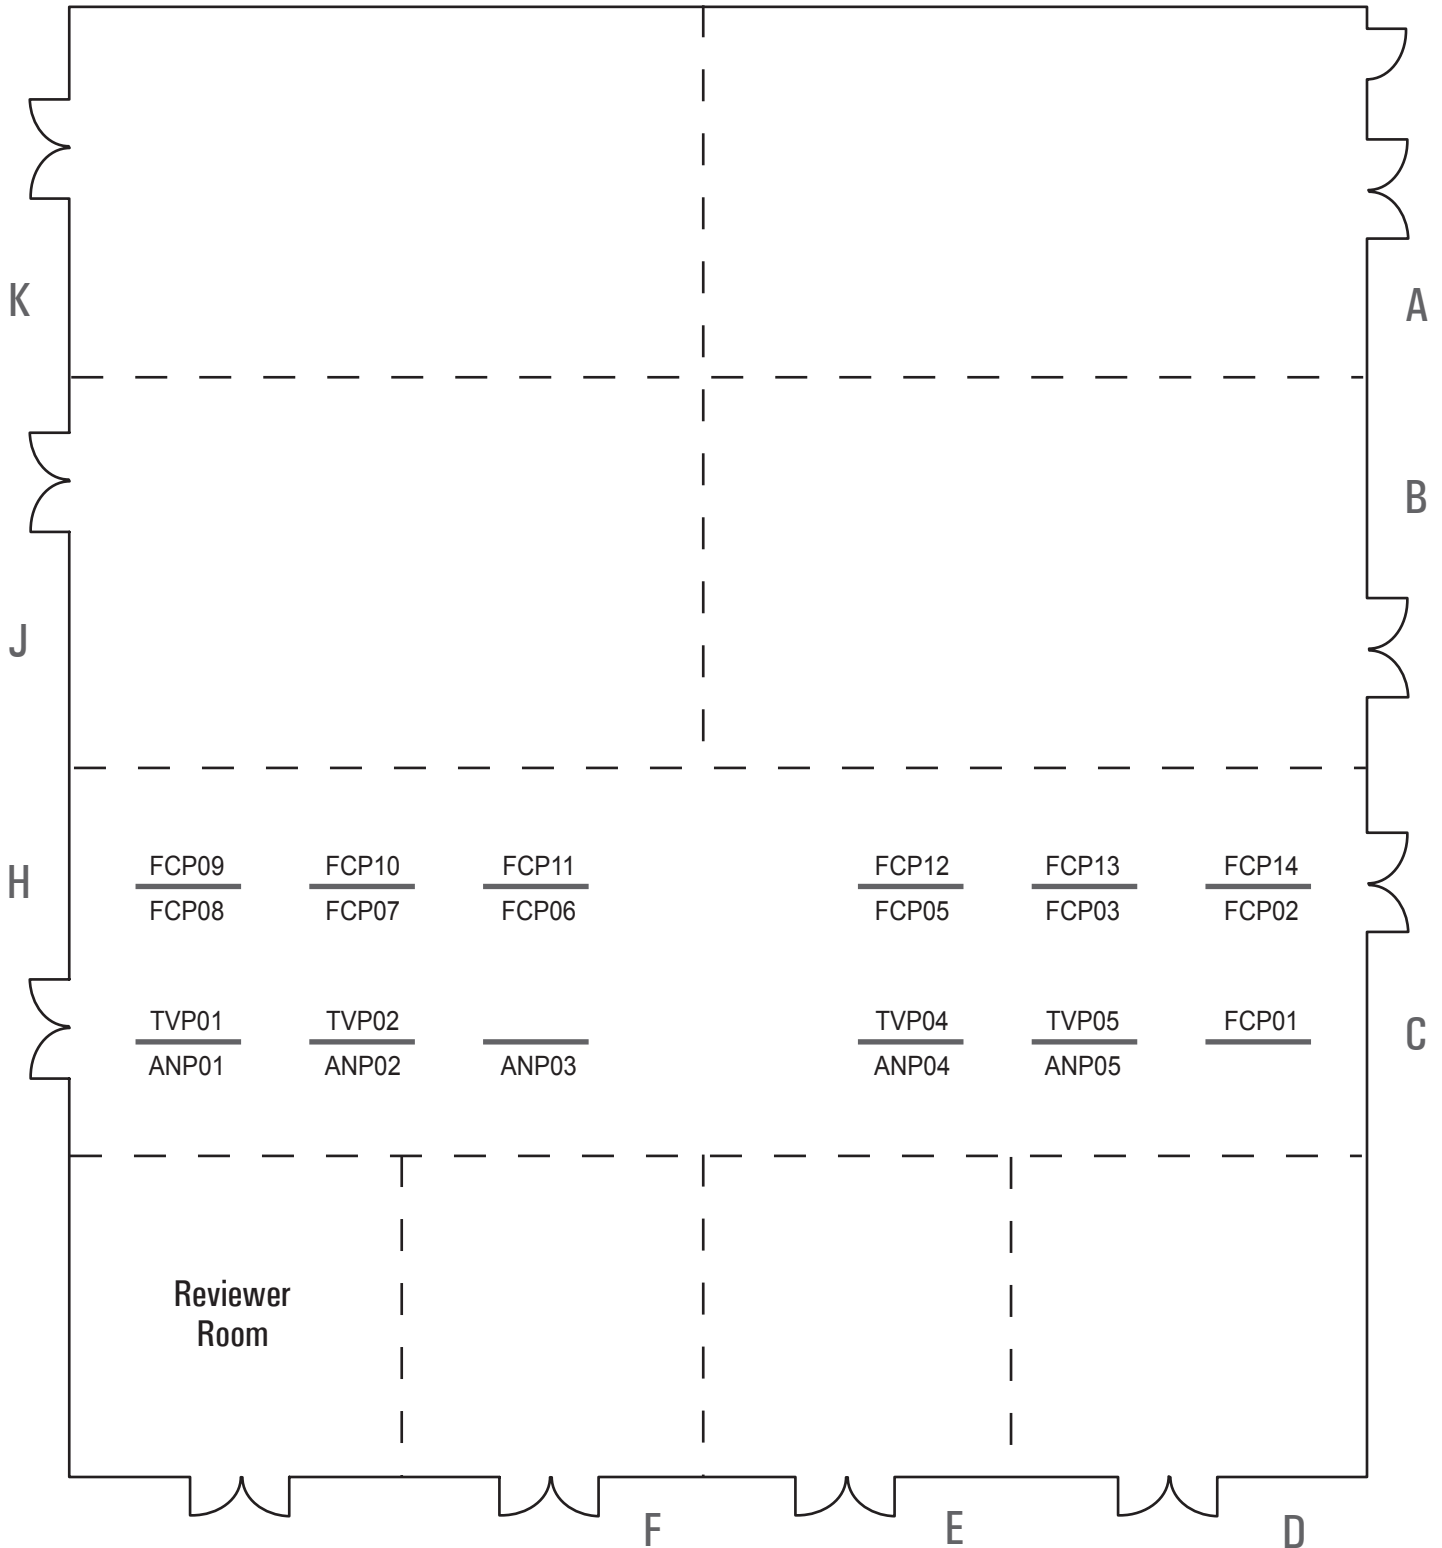 K
A
B
J
FCP09 FCP10 FCP11 FCP12 FCP13 FCP14
H
FCP08 FCP07 FCP06 FCP05 FCP03 FCP02
TVP01 TVP02 TVP04 TVP05 FCP01
C
ANP01 ANP02 ANP03 ANP04 ANP05
Reviewer
Room
F
E
D